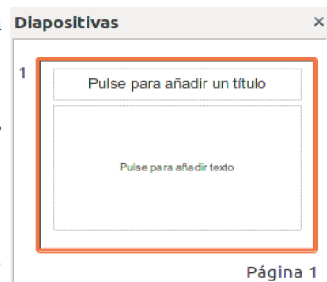 Diapositivas ×
1
Pulse para añadir un título
Pulse para añadir texto
Página 1